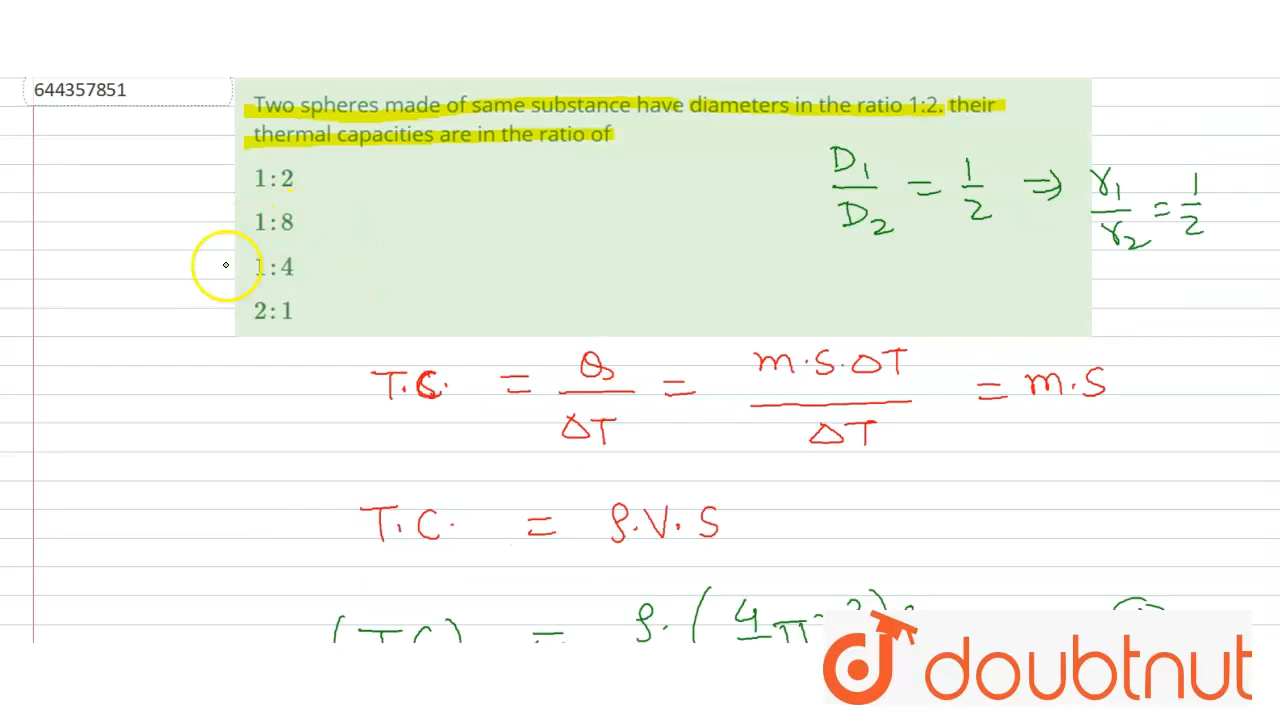 644357851
Two spheres made of same substance have diameters in the ratio 1:2. their
thermal capacities are in the ratio of
1:2
1:8
1:4
2:1
D1/D2 = 1/2 ⇒ r1/r2 = 1/2
T.C. = Q/ΔT = m.S.ΔT/ΔT = m.S
T.C. = ρ.V.S
= ρ.(4 π
doubtnut